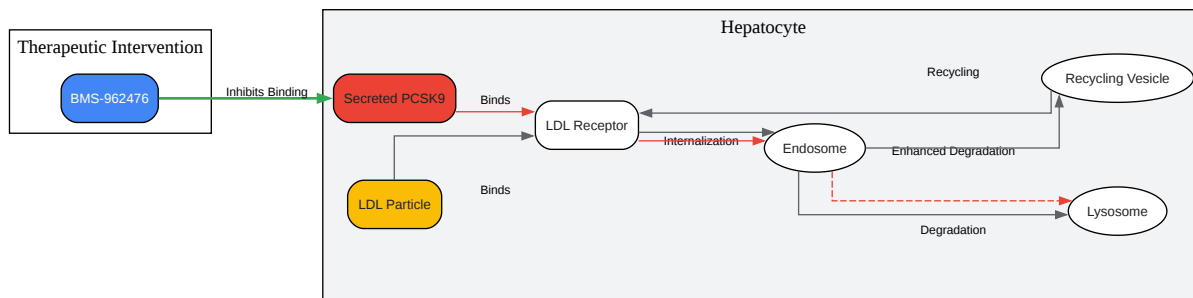 Hepatocyte
Therapeutic Intervention
BMS-962476
Inhibits Binding
Secreted PCSK9
Binds
LDL Receptor
Recycling
Recycling Vesicle
Internalization
Endosome
Enhanced Degradation
LDL Particle
Binds
Lysosome
Degradation